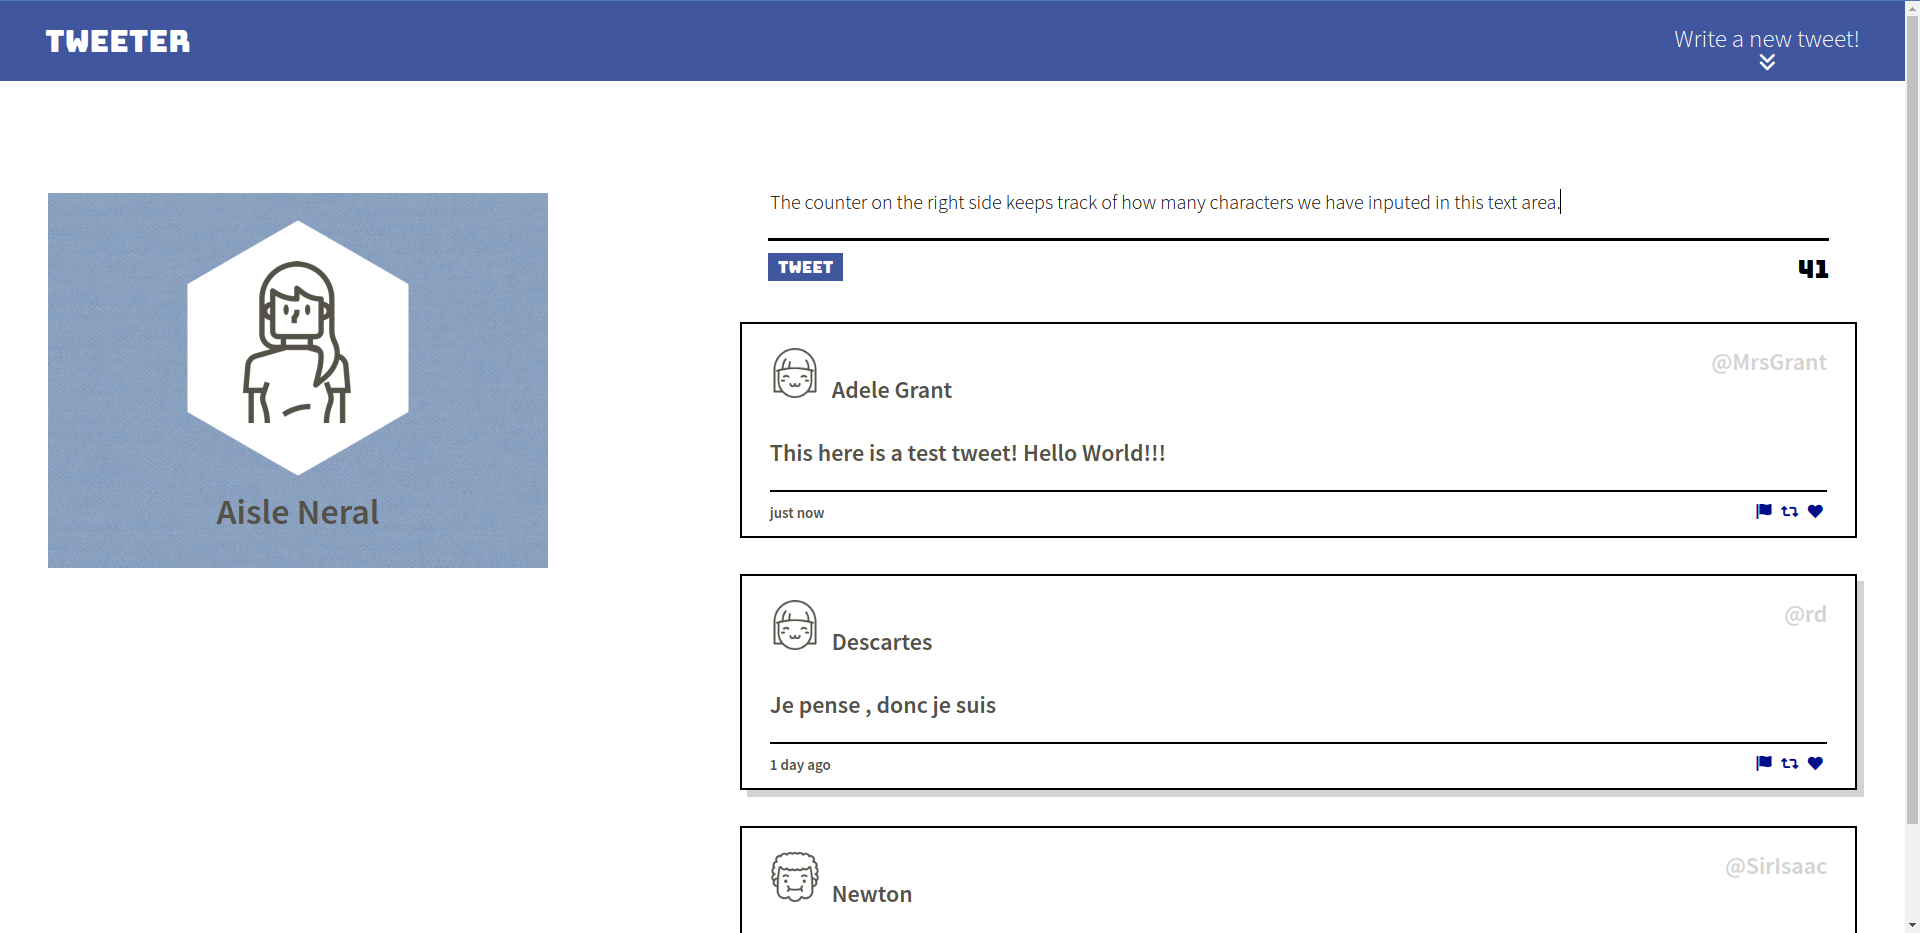 TWEETER
Write a new tweet!
Aisle Neral
The counter on the right side keeps track of how many characters we have inputed in this text area.
TWEET
41
Adele Grant
@MrsGrant
This here is a test tweet! Hello World!!!
just now
Descartes
@rd
Je pense , donc je suis
1 day ago
Newton
@SirIsaac